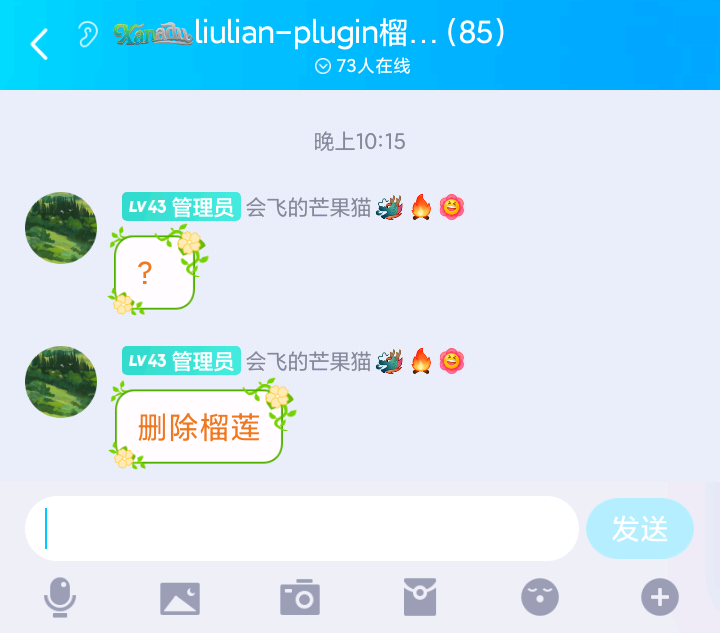 Xanadu liulian-plugin榴... (85)
73人在线
晚上10:15
LV43 管理员 会飞的芒果猫
?
LV43 管理员 会飞的芒果猫
删除榴莲
发送